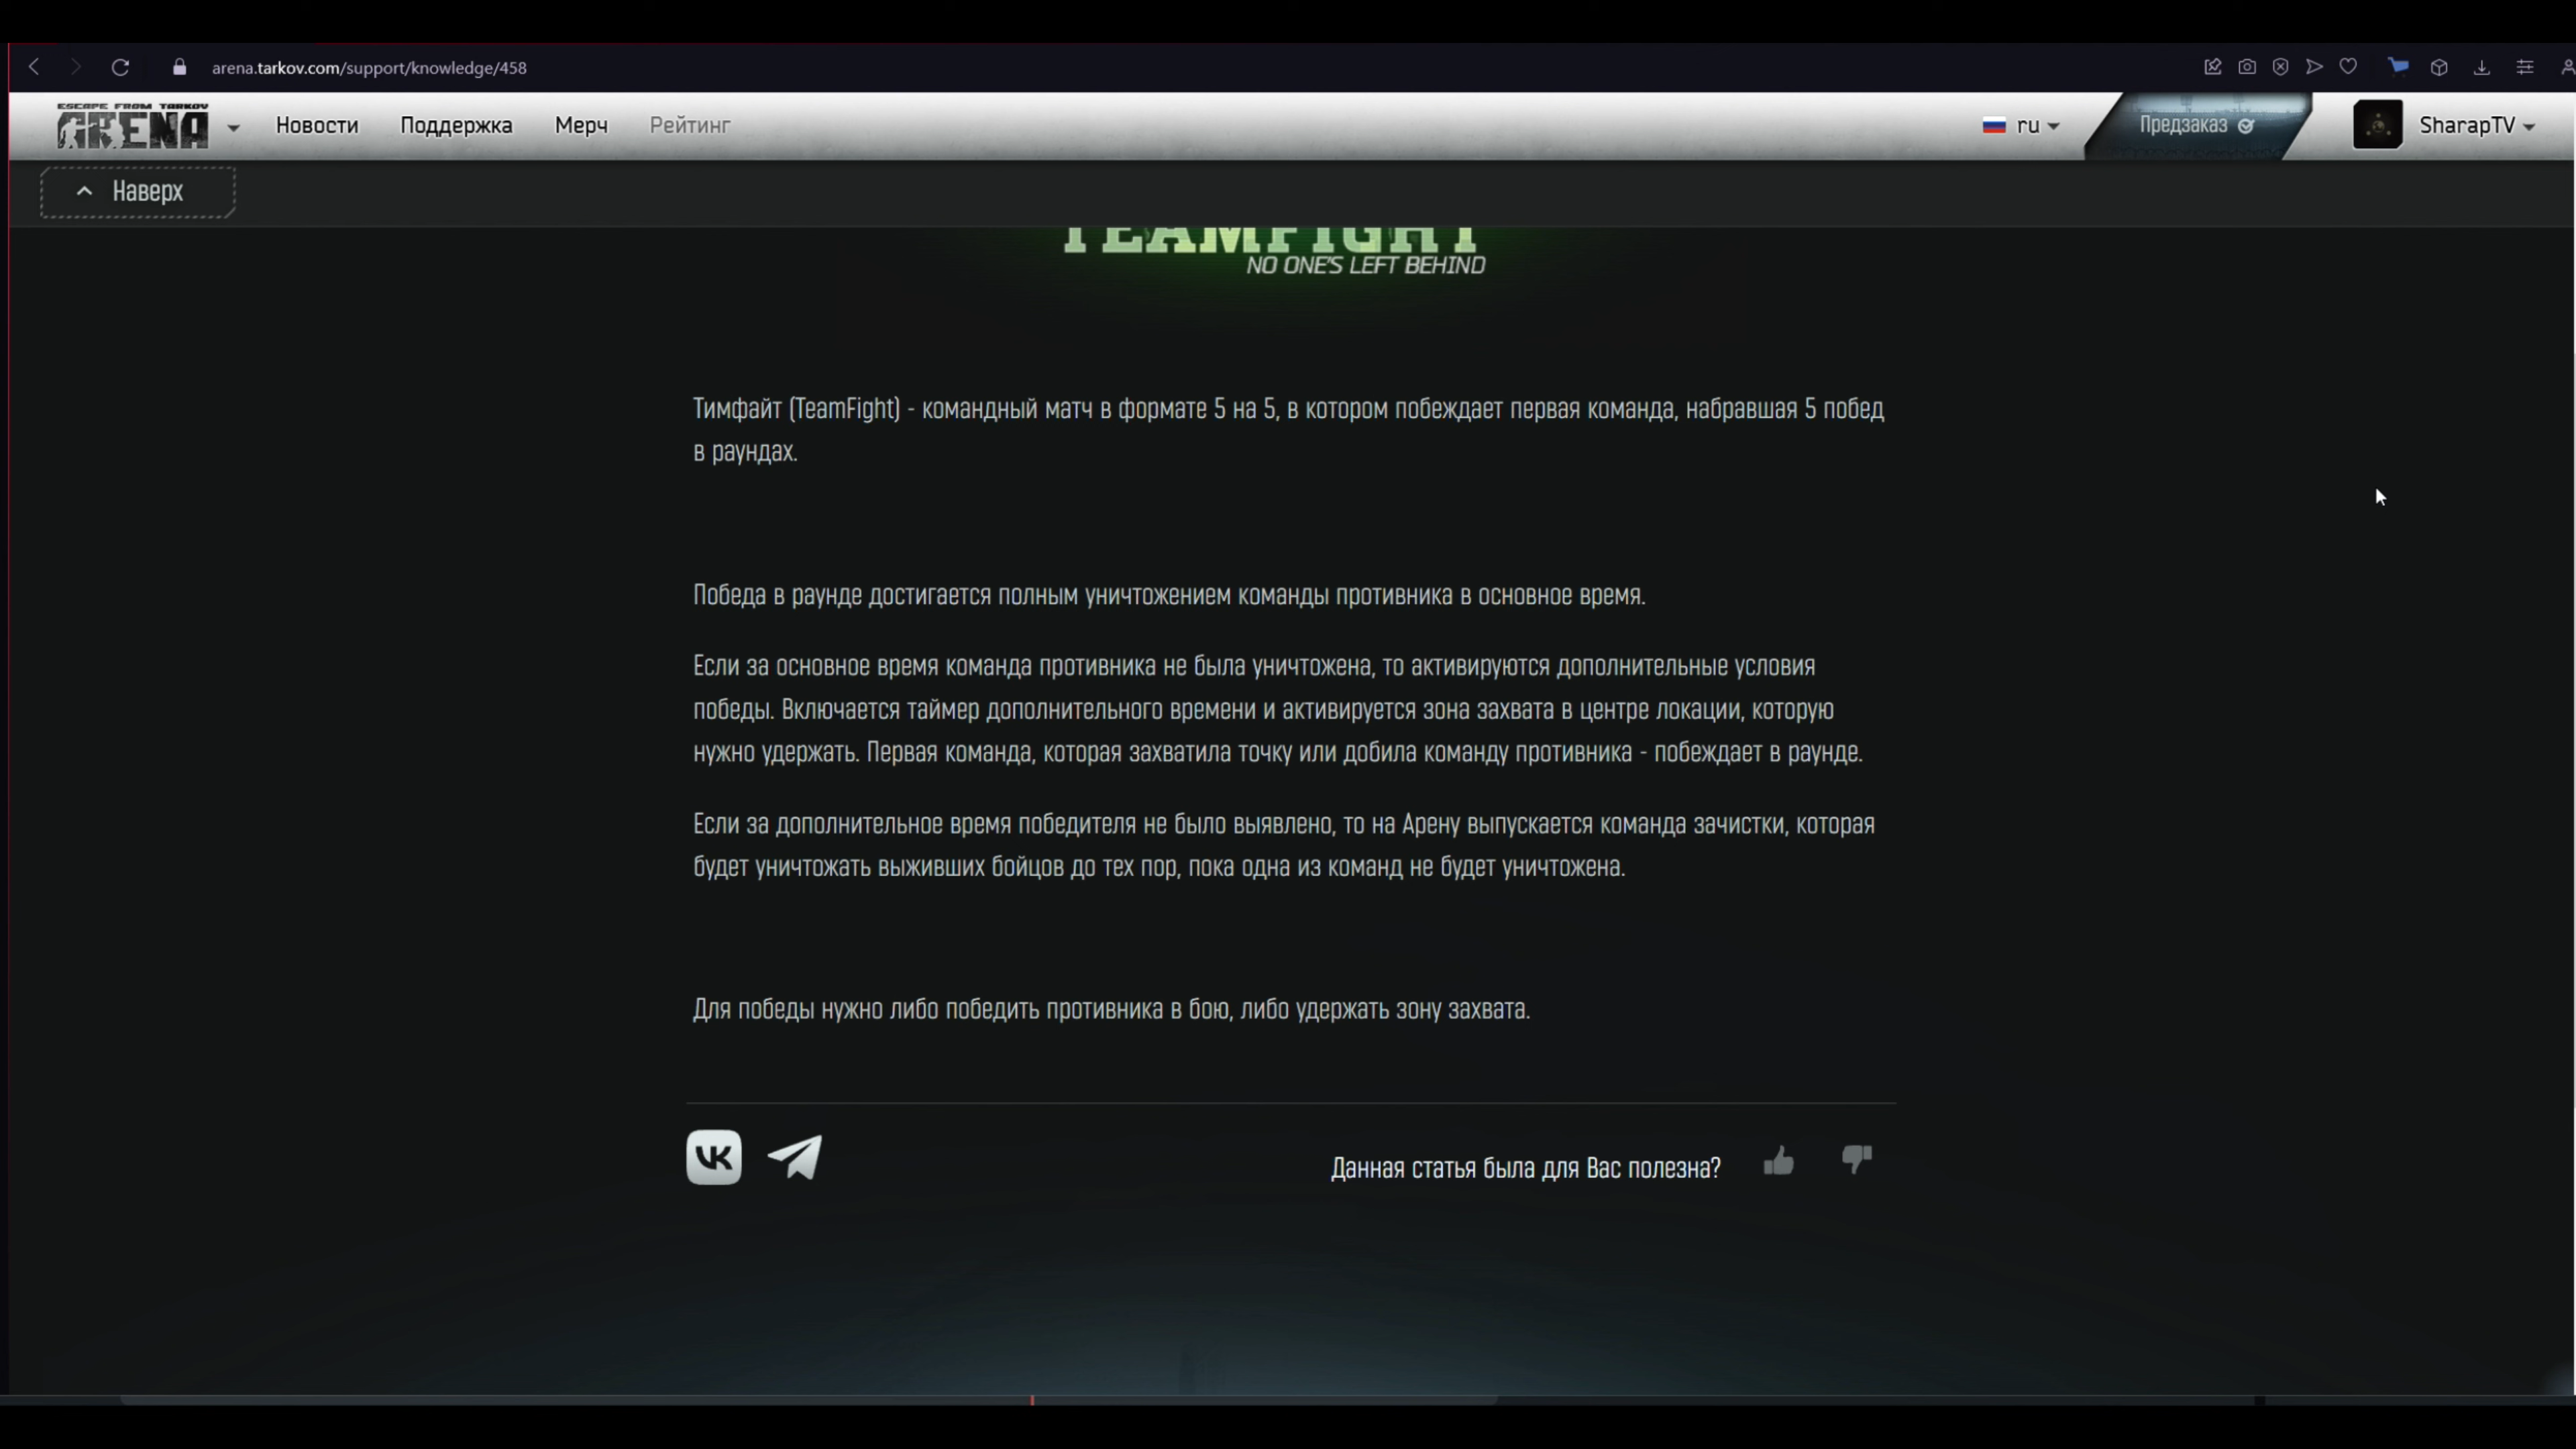 arena.tarkov.com/support/knowledge/458
ESCAPE FROM TARKOV
ARENA
Новости
Поддержка
Мерч
Рейтинг
ru
Предзаказ
SharapTV
Наверх
TEAMFIGHT
NO ONE'S LEFT BEHIND
Тимфайт (TeamFight) - командный матч в формате 5 на 5, в котором побеждает первая команда, набравшая 5 побед
в раундах.
Победа в раунде достигается полным уничтожением команды противника в основное время.
Если за основное время команда противника не была уничтожена, то активируются дополнительные условия
победы. Включается таймер дополнительного времени и активируется зона захвата в центре локации, которую
нужно удержать. Первая команда, которая захватила точку или добила команду противника - побеждает в раунде.
Если за дополнительное время победителя не было выявлено, то на Арену выпускается команда зачистки, которая
будет уничтожать выживших бойцов до тех пор, пока одна из команд не будет уничтожена.
Для победы нужно либо победить противника в бою, либо удержать зону захвата.
VK
Данная статья была для Вас полезна?